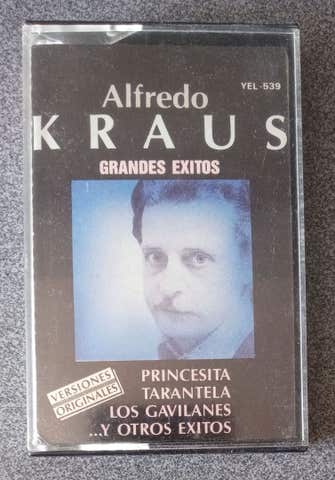 YEL-539
Alfredo
KRAUS
GRANDES EXITOS
VERSIONES
ORIGINALES
PRINCESITA
TARANTELA
LOS GAVILANES
...Y OTROS EXITOS